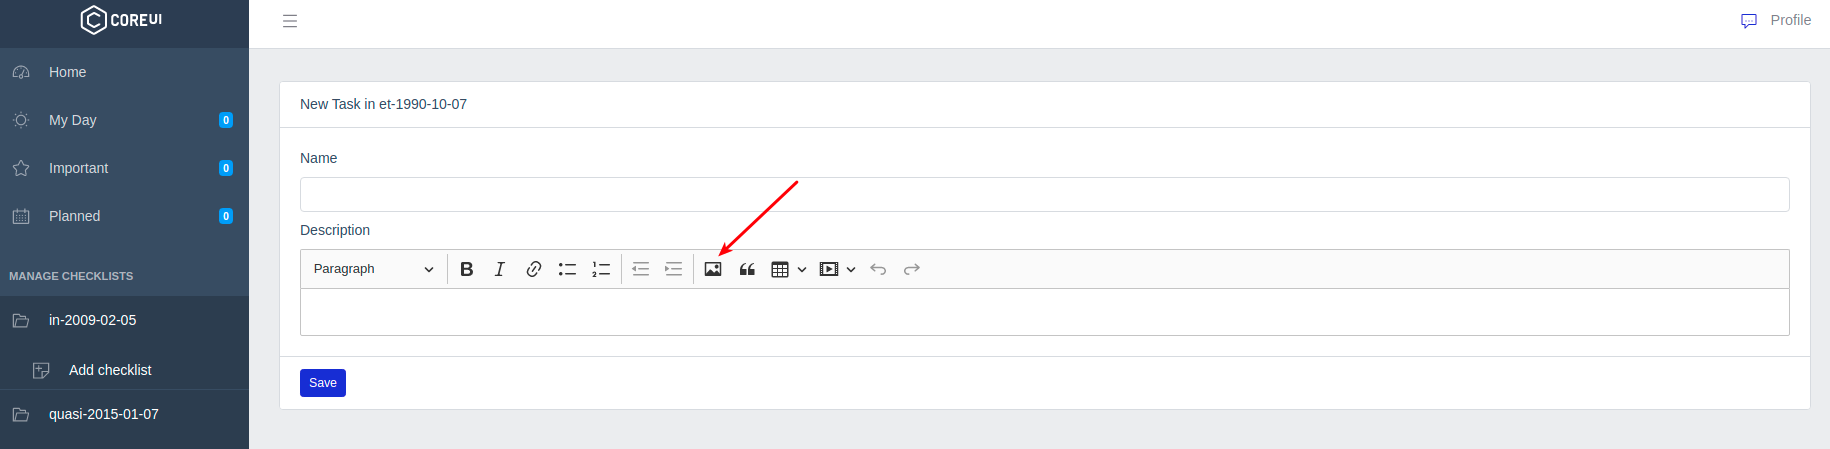 COREUI
Profile
Home
My Day 0
Important 0
Planned 0
MANAGE CHECKLISTS
in-2009-02-05
Add checklist
quasi-2015-01-07
New Task in et-1990-10-07
Name
Description
Paragraph
Save